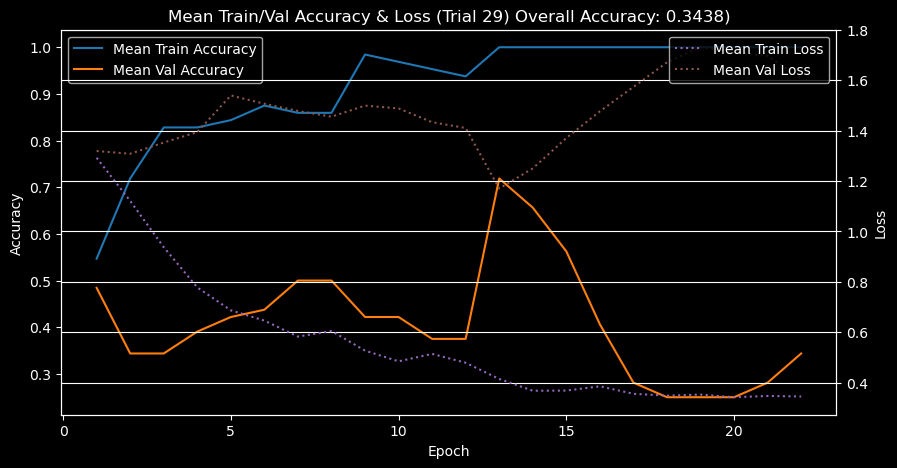 Mean Train/Val Accuracy & Loss (Trial 29) Overall Accuracy: 0.3438)
Mean Train Accuracy
Mean Val Accuracy
Mean Train Loss
Mean Val Loss
Accuracy
1.0
0.9
0.8
0.7
0.6
0.5
0.4
0.3
1.8
1.6
1.4
1.2
1.0
0.8
0.6
0.4
Loss
0 5 10 15 20
Epoch